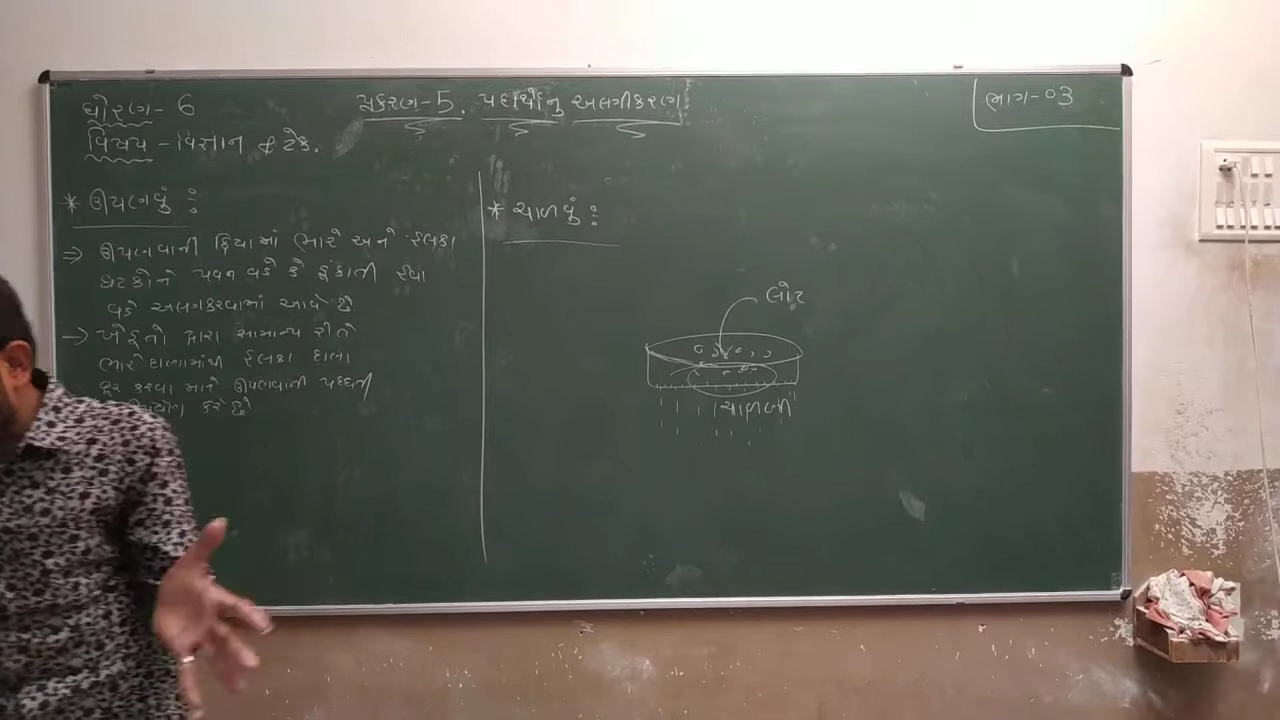 ધોરણ - 6
પ્રકરણ - 5. પદાર્થોનું અલગીકરણ
ભાગ - 03
વિષય - વિજ્ઞાન & ટેક.
* ઊપણવું :
→ ઊપણવાની ક્રિયામાં ભારે અને હલકા
ઘટકોને પવન વડે કે ફૂંકાતી હવા
વડે અલગ કરવામાં આવે છે
→ ખેડૂતો દ્વારા સામાન્ય રીતે
ભારે દાણામાંથી હલકા દાણા
દૂર કરવા માટે ઊપણવાની પદ્ધતી
કરે છે
* ચાળવું :
લોટ
ચાળણી